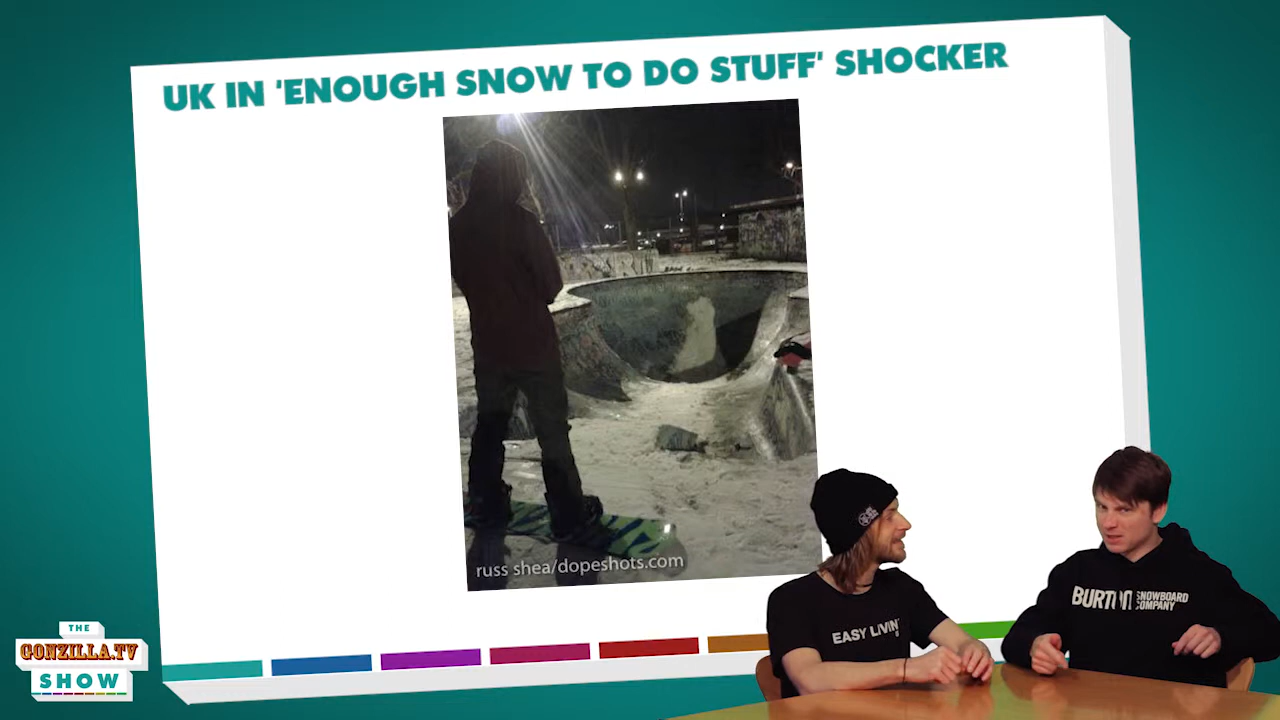 UK IN 'ENOUGH SNOW TO DO STUFF' SHOCKER
russ shea/dopeshots.com
EASY LIVIN'
BURTON SNOWBOARD
COMPANY
THE
GONZILLA.TV
SHOW